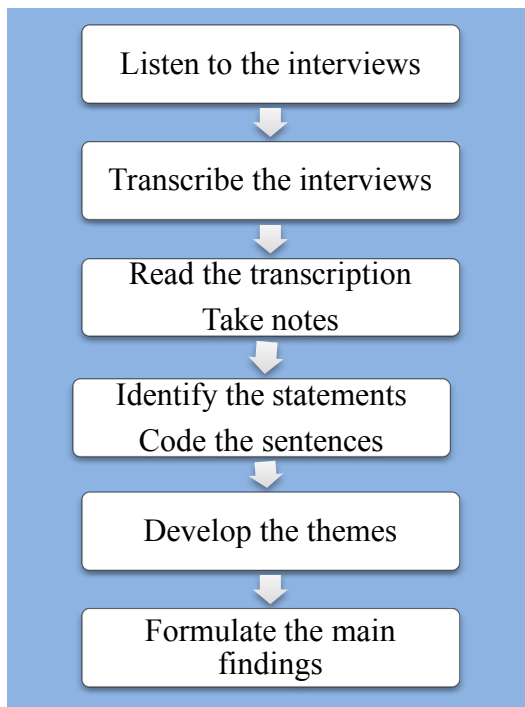 Listen to the interviews
Transcribe the interviews
Read the transcription
Take notes
Identify the statements
Code the sentences
Develop the themes
Formulate the main
findings